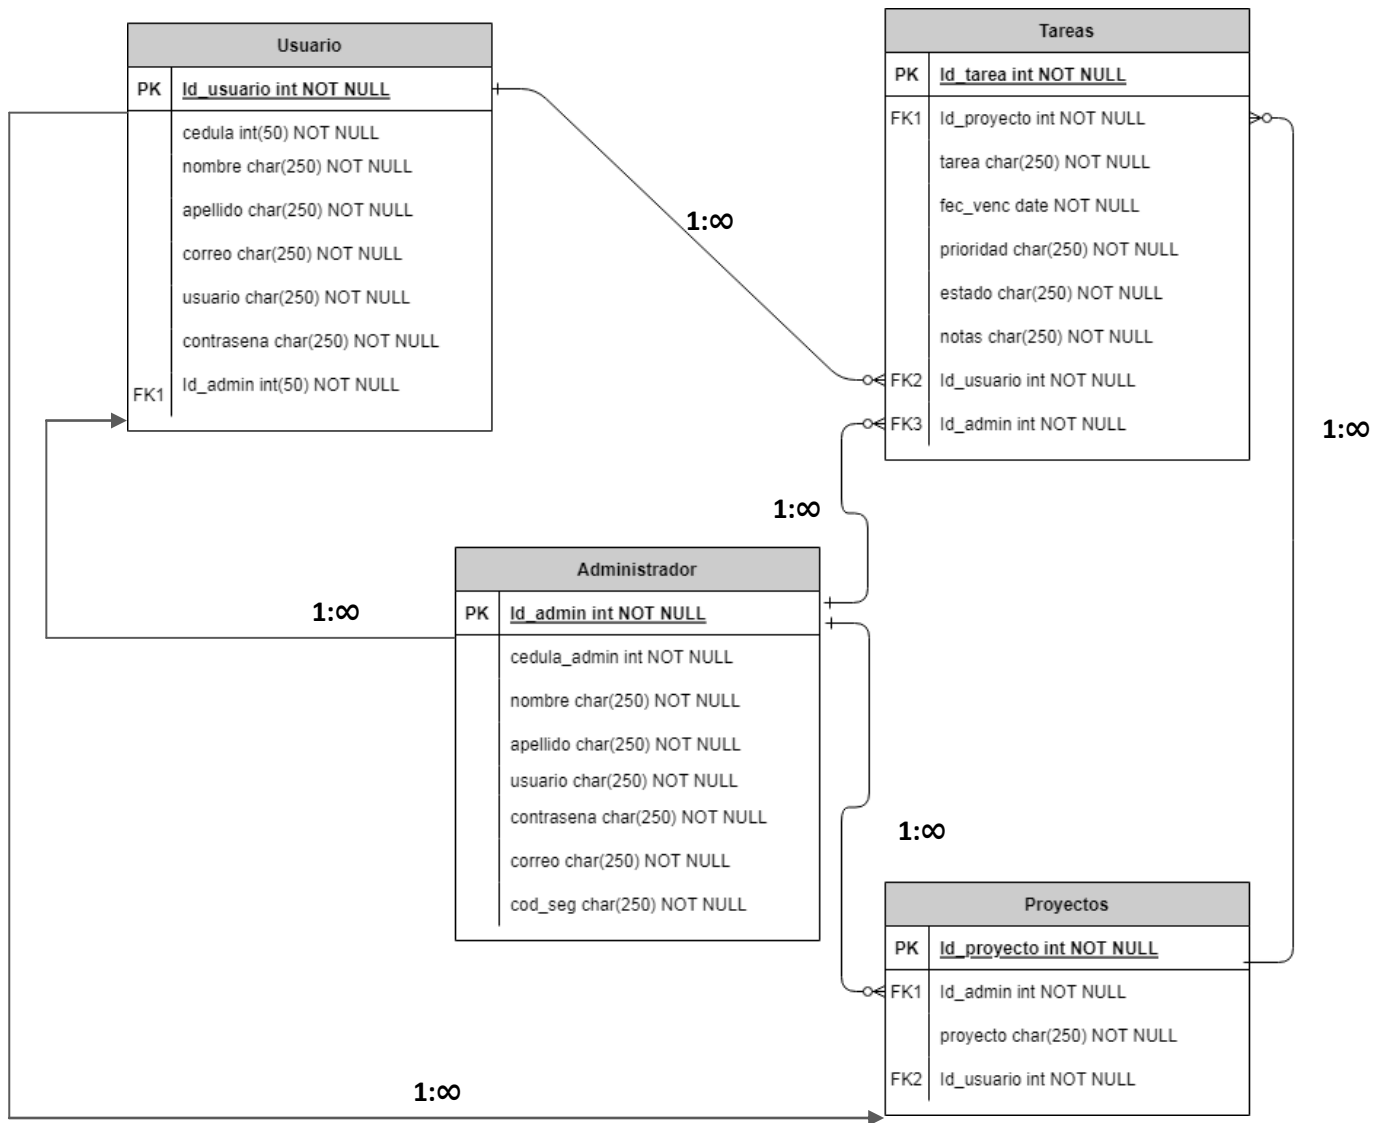 Usuario
PK Id_usuario int NOT NULL
cedula int(50) NOT NULL
nombre char(250) NOT NULL
apellido char(250) NOT NULL
correo char(250) NOT NULL
usuario char(250) NOT NULL
contrasena char(250) NOT NULL
FK1 Id_admin int(50) NOT NULL
1:∞
Tareas
PK Id_tarea int NOT NULL
FK1 Id_proyecto int NOT NULL
tarea char(250) NOT NULL
fec_venc date NOT NULL
prioridad char(250) NOT NULL
estado char(250) NOT NULL
notas char(250) NOT NULL
FK2 Id_usuario int NOT NULL
FK3 Id_admin int NOT NULL
1:∞
1:∞
1:∞
Administrador
PK Id_admin int NOT NULL
cedula_admin int NOT NULL
nombre char(250) NOT NULL
apellido char(250) NOT NULL
usuario char(250) NOT NULL
contrasena char(250) NOT NULL
correo char(250) NOT NULL
cod_seg char(250) NOT NULL
1:∞
Proyectos
PK Id_proyecto int NOT NULL
FK1 Id_admin int NOT NULL
proyecto char(250) NOT NULL
FK2 Id_usuario int NOT NULL
1:∞